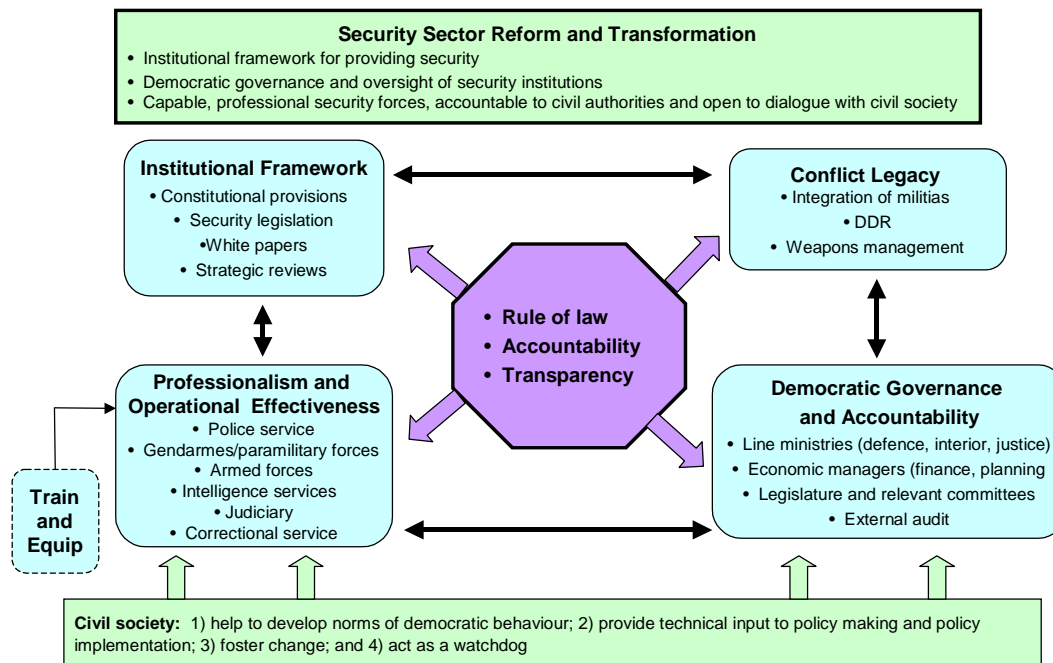 Security Sector Reform and Transformation
• Institutional framework for providing security
• Democratic governance and oversight of security institutions
• Capable, professional security forces, accountable to civil authorities and open to dialogue with civil society
Institutional Framework
• Constitutional provisions
• Security legislation
•White papers
• Strategic reviews
Conflict Legacy
• Integration of militias
• DDR
• Weapons management
• Rule of law
• Accountability
• Transparency
Professionalism and
Operational Effectiveness
• Police service
• Gendarmes/paramilitary forces
• Armed forces
• Intelligence services
• Judiciary
• Correctional service
Democratic Governance
and Accountability
• Line ministries (defence, interior, justice)
• Economic managers (finance, planning
• Legislature and relevant committees
• External audit
Train
and
Equip
Civil society: 1) help to develop norms of democratic behaviour; 2) provide technical input to policy making and policy
implementation; 3) foster change; and 4) act as a watchdog